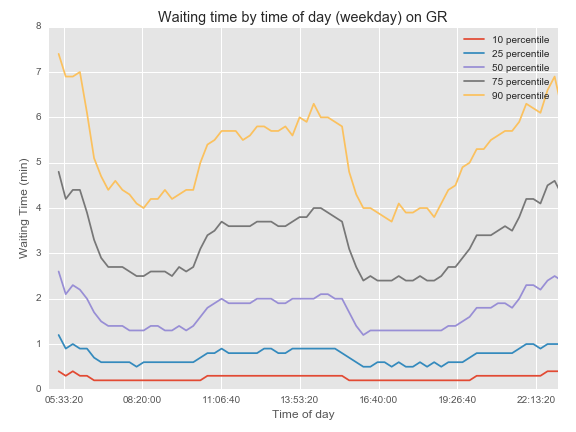 Waiting time by time of day (weekday) on GR
10 percentile
25 percentile
50 percentile
75 percentile
90 percentile
Waiting Time (min)
8
7
6
5
4
3
2
1
0
05:33:20 08:20:00 11:06:40 13:53:20 16:40:00 19:26:40 22:13:20
Time of day